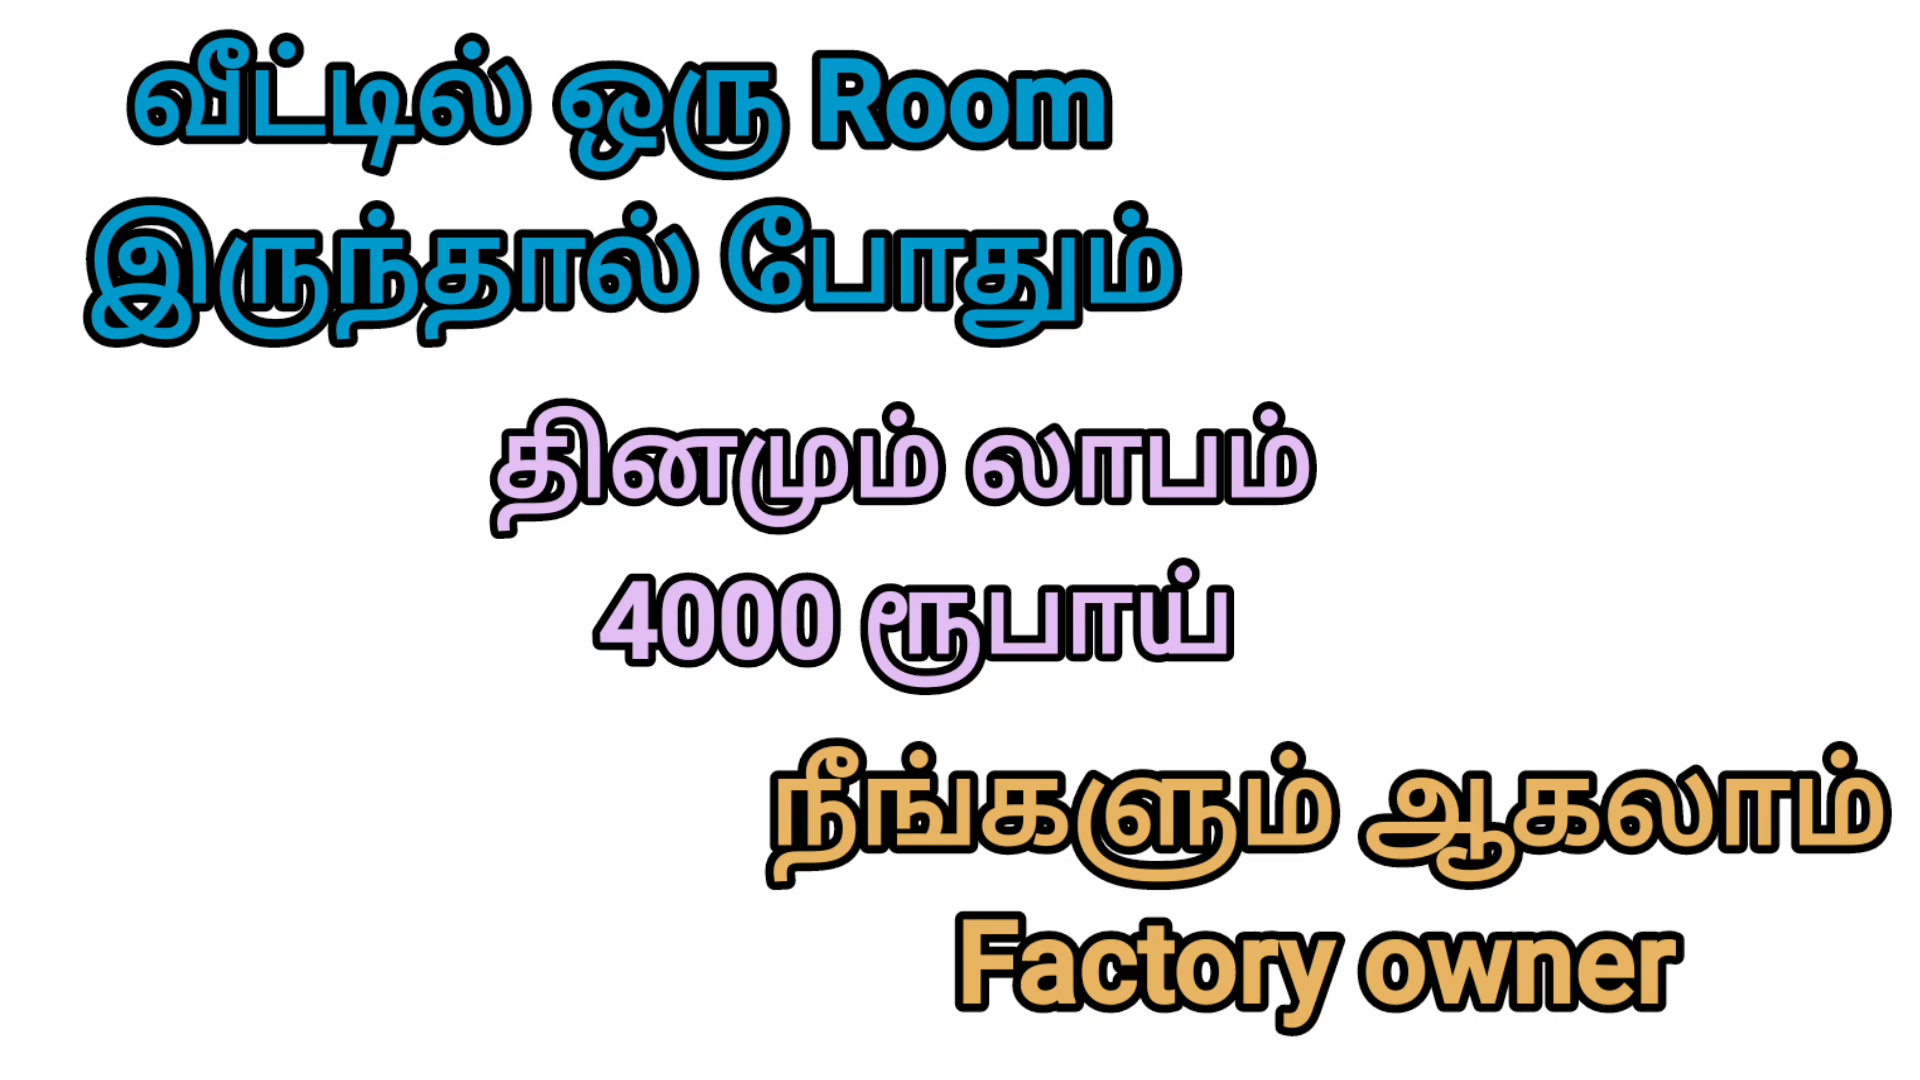 வீட்டில் ஒரு Room
இருந்தால் போதும்
தினமும் லாபம்
4000 ரூபாய்
நீங்களும் ஆகலாம்
Factory owner